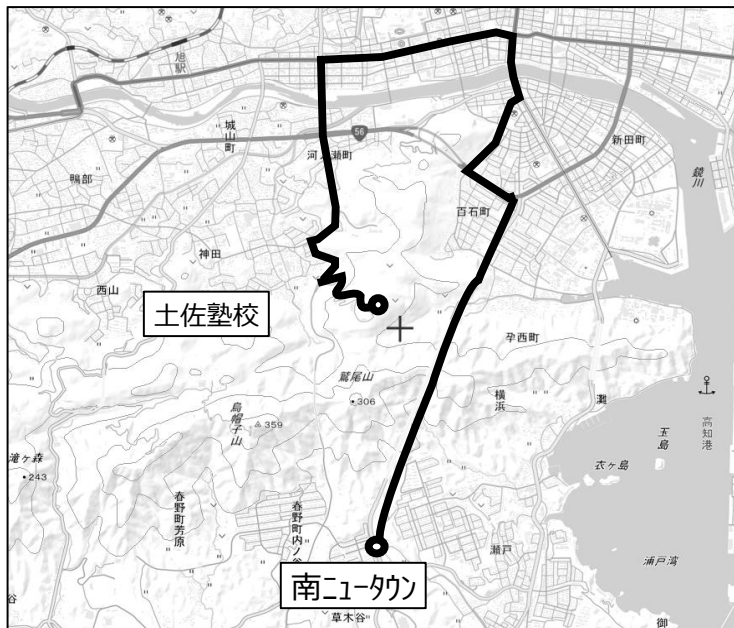 旭駅
城山町
56
河ノ瀬町
新田町
鴨部
鏡川
百石町
神田
西山
土佐塾校
孕西町
鷲尾山
306
横浜
灘
烏帽子山
359
玉島
高知港
衣ヶ島
滝ヶ森
243
春野町芳原
春野町内ノ谷
瀬戸
浦戸湾
南ニュータウン
谷
草木谷
御